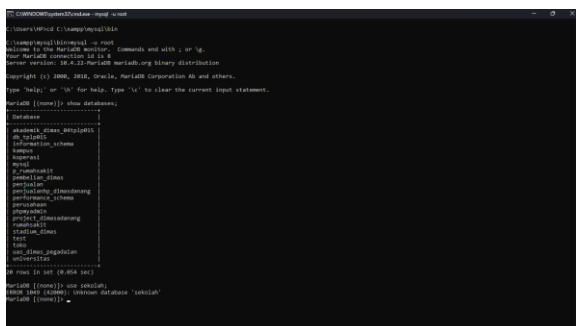 C:\WINDOWS\system32\cmd.exe - mysql -u root
C:\Users\HP>cd C:\xampp\mysql\bin
C:\xampp\mysql\bin>mysql -u root
Welcome to the MariaDB monitor.  Commands end with ; or \g.
Your MariaDB connection id is 8
Server version: 10.4.22-MariaDB mariadb.org binary distribution
Copyright (c) 2000, 2018, Oracle, MariaDB Corporation Ab and others.
Type 'help;' or '\h' for help. Type '\c' to clear the current input statement.
MariaDB [(none)]> show databases;
+-------------------------+
| Database |
+-------------------------+
| akademik_dimas_04tplp015 |
| db_tplp015 |
| information_schema |
| kampus |
| koperasi |
| mysql |
| p_rumahsakit |
| pembelian_dimas |
| penjualan |
| penjualanhp_dimasdanang |
| performance_schema |
| perusahaan |
| phpmyadmin |
| project_dimasadanang |
| rumahsakit |
| stadium_dimas |
| test |
| toko |
| uas_dimas_pegadaian |
| universitas |
+-------------------------+
20 rows in set (0.054 sec)
MariaDB [(none)]> use sekolah;
ERROR 1049 (42000): Unknown database 'sekolah'
MariaDB [(none)]> _